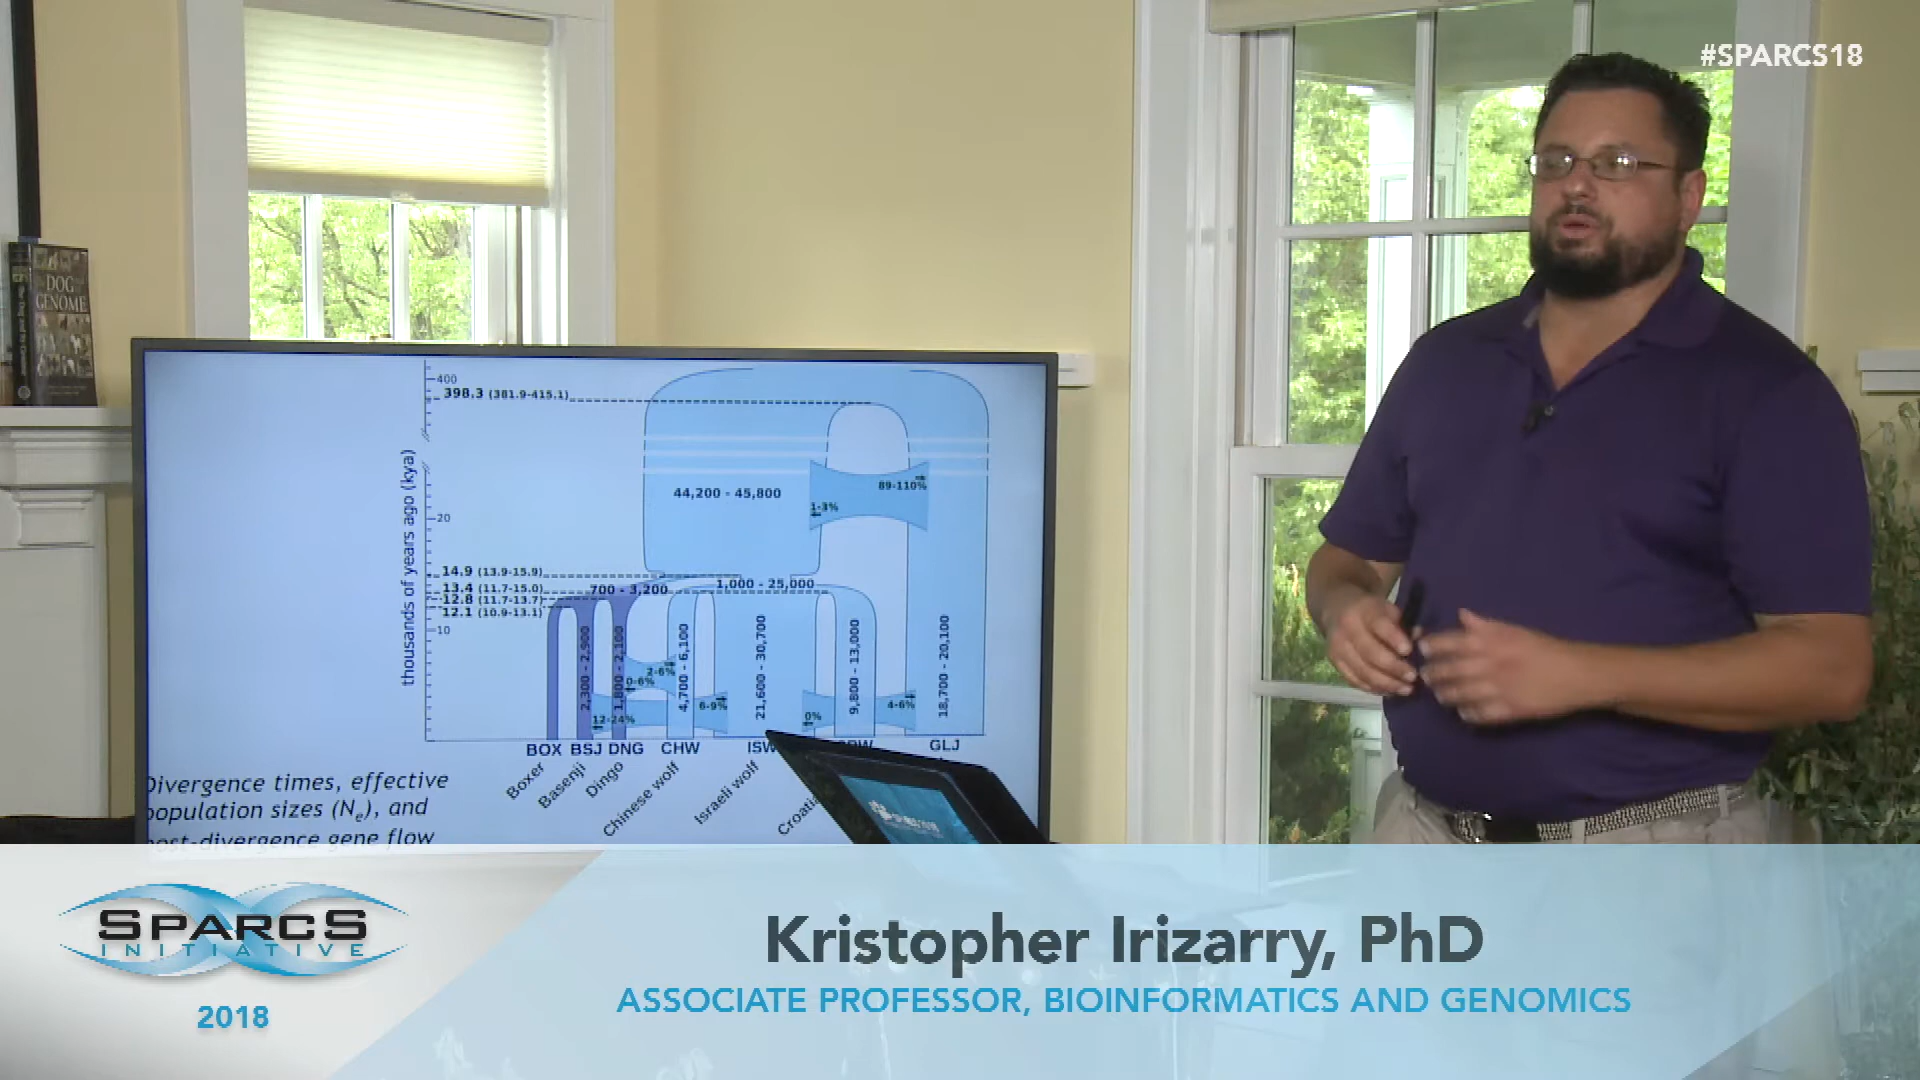 #SPARCS18
DOG
GENOME
400
398.3 (381.9-415.1)
thousands of years ago (kya)
44,200 - 45,800
89-110%
1-3%
20
14.9 (13.9-15.9)
13.4 (11.7-15.0)
12.8 (11.7-13.7)
12.1 (10.9-13.1)
700 - 3,200
1,000 - 25,000
10
2,300 - 2,900
1,800 - 2,100
4,700 - 6,100
21,600 - 30,700
9,800 - 13,000
18,700 - 20,100
2-6%
0-6%
12-24%
6-9%
0%
4-6%
BOX BSJ DNG CHW ISW GLJ
Boxer
Basenji
Dingo
Chinese wolf
Israeli wolf
Divergence times, effective
population sizes (Ne), and
post-divergence gene flow
SPARCS
INITIATIVE
2018
Kristopher Irizarry, PhD
ASSOCIATE PROFESSOR, BIOINFORMATICS AND GENOMICS